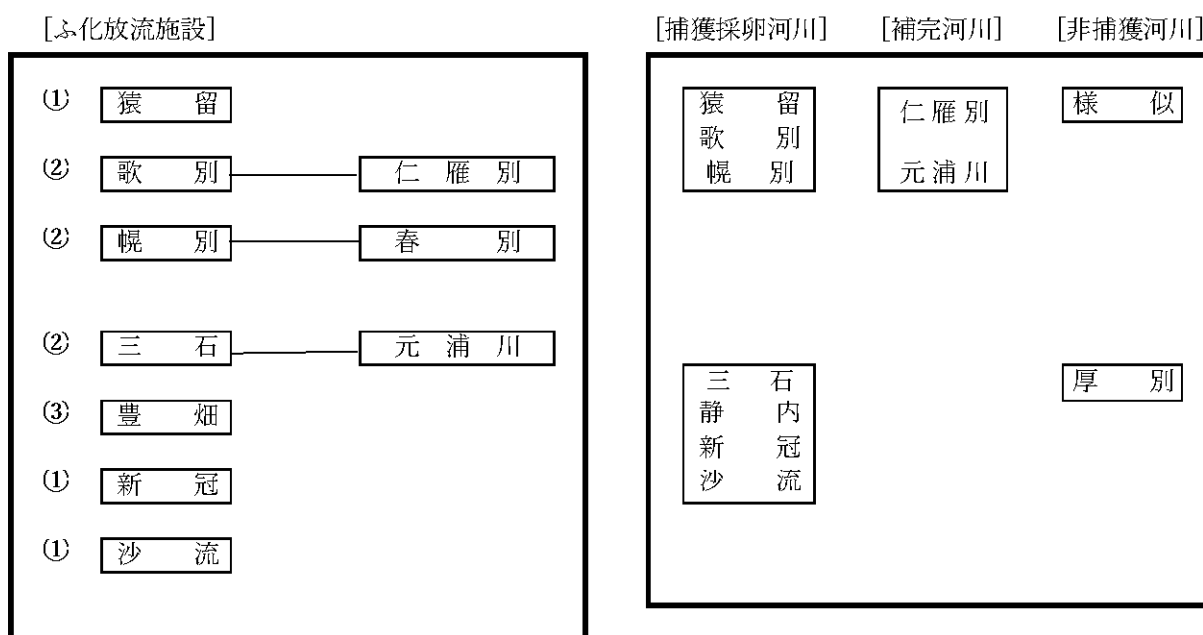 [ふ化放流施設]
(1) 猿留
(2) 歌別 仁雁別
(2) 幌別 春別
(2) 三石 元浦川
(3) 豊畑
(1) 新冠
(1) 沙流
[捕獲採卵河川] [補完河川] [非捕獲河川]
猿留
歌別
幌別
仁雁別
元浦川
様似
三石
静内
新冠
沙流
厚別